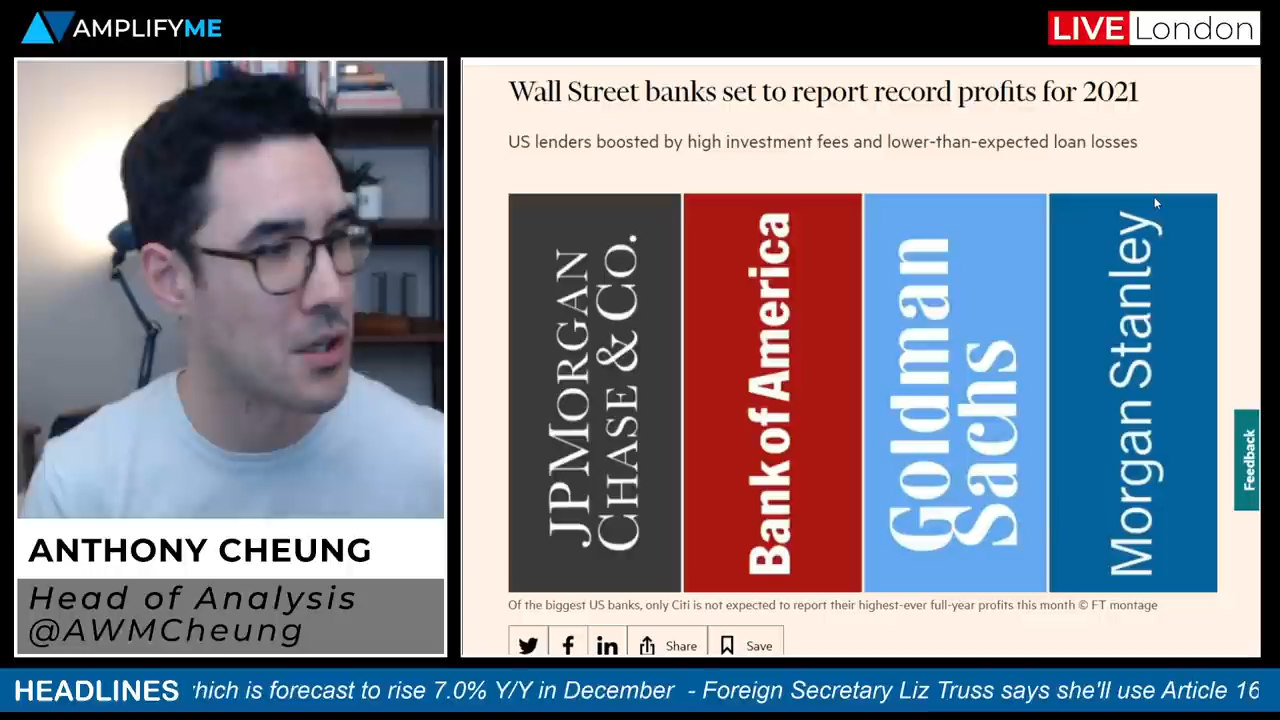 AMPLIFYME
LIVE London
Wall Street banks set to report record profits for 2021
US lenders boosted by high investment fees and lower-than-expected loan losses
JPMORGAN
CHASE & CO.
Bank of America
Goldman
Sachs
Morgan Stanley
Feedback
Of the biggest US banks, only Citi is not expected to report their highest-ever full-year profits this month © FT montage
Share
Save
ANTHONY CHEUNG
Head of Analysis
@AWMCheung
HEADLINES which is forecast to rise 7.0% Y/Y in December - Foreign Secretary Liz Truss says she'll use Article 16